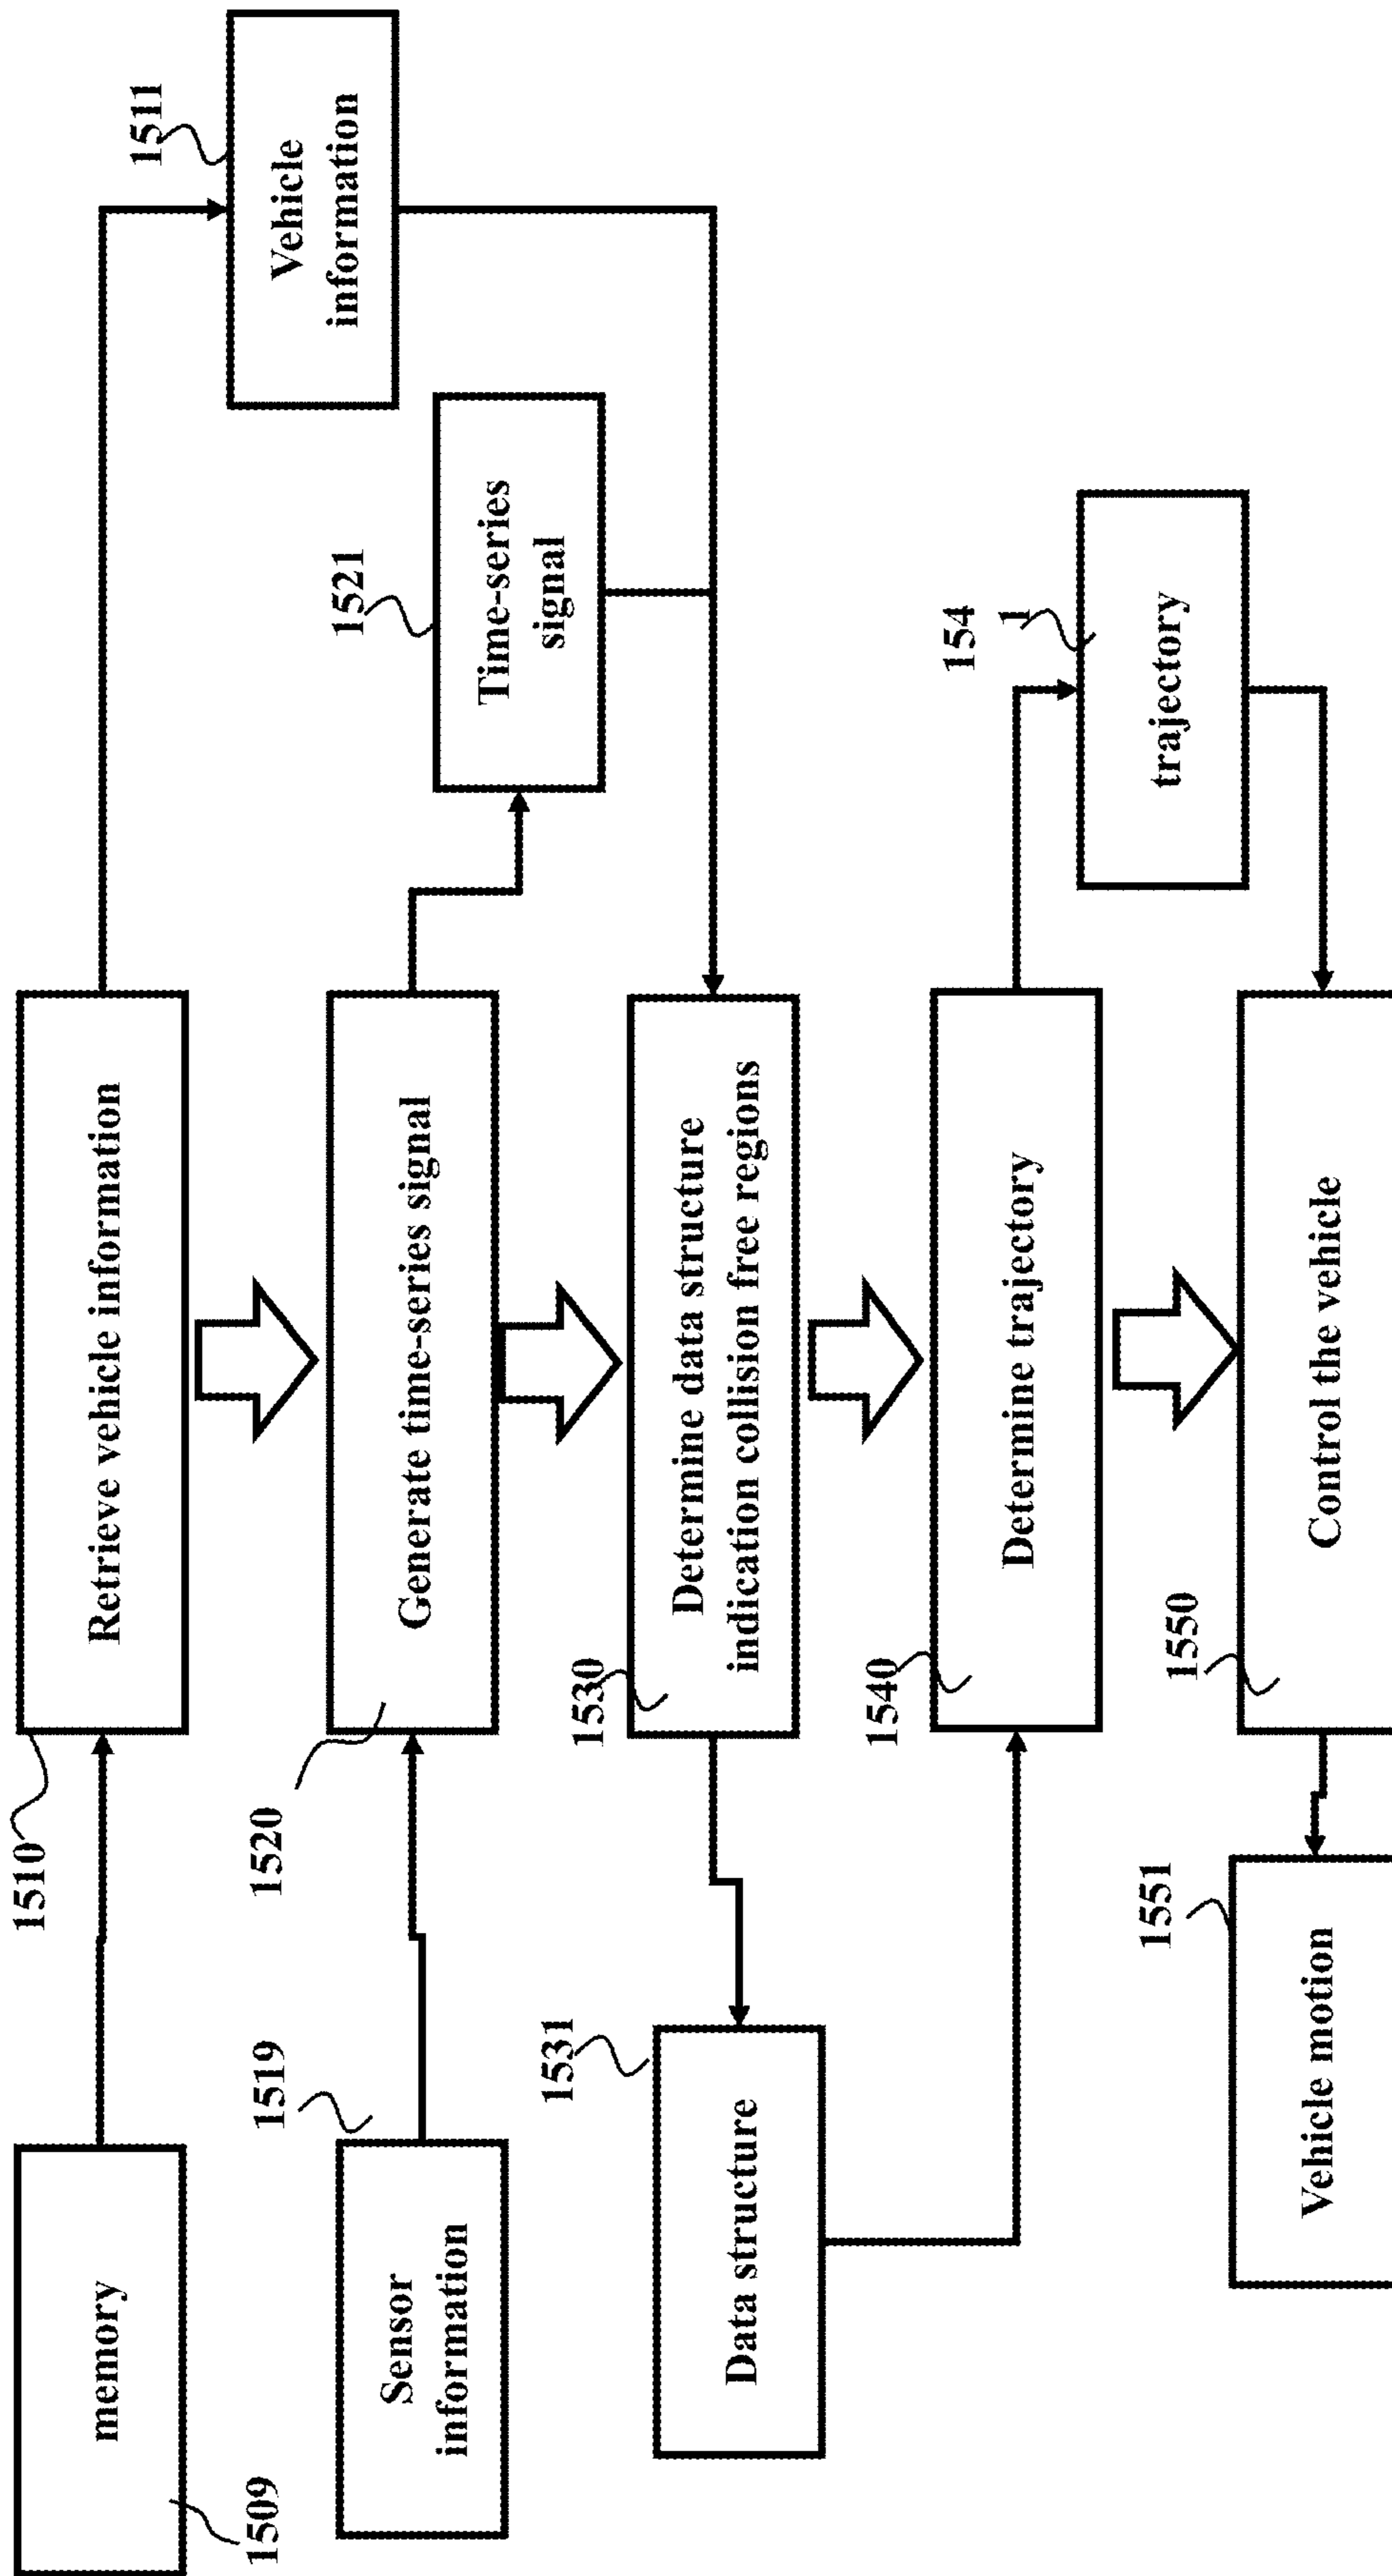 memory
1509
1510
Retrieve vehicle information
1511
Vehicle
information
Sensor
information
1519
1520
Generate time-series signal
1521
Time-series
signal
1530
Determine data structure
indication collision free regions
1531
Data structure
1540
Determine trajectory
154
1
trajectory
1550
Control the vehicle
1551
Vehicle motion